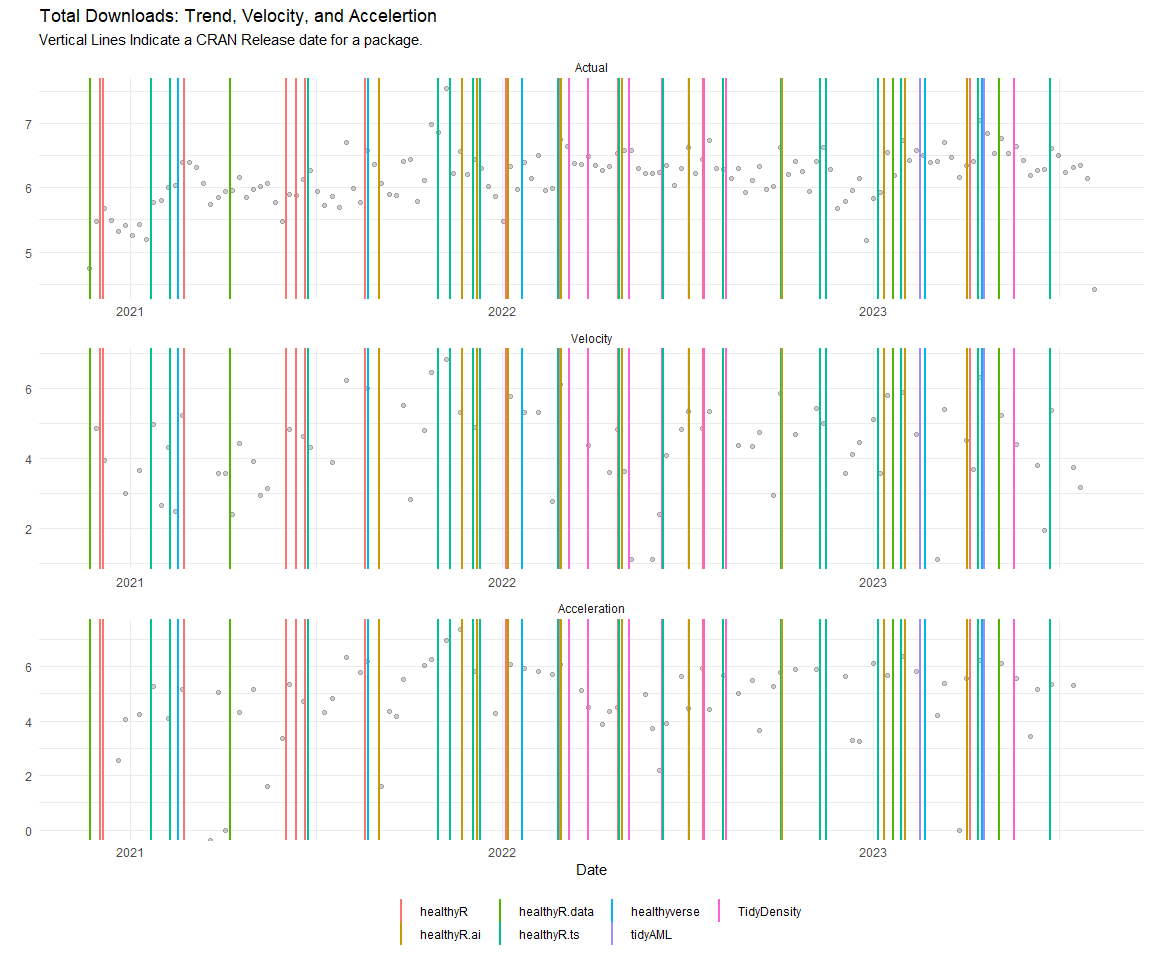 Total Downloads: Trend, Velocity, and Accelertion
Vertical Lines Indicate a CRAN Release date for a package.
Actual
7
6
5
2021 2022 2023
Velocity
6
4
2
2021 2022 2023
Acceleration
6
4
2
0
2021 2022 2023
Date
healthyR healthyR.data healthyverse TidyDensity
healthyR.ai healthyR.ts tidyAML